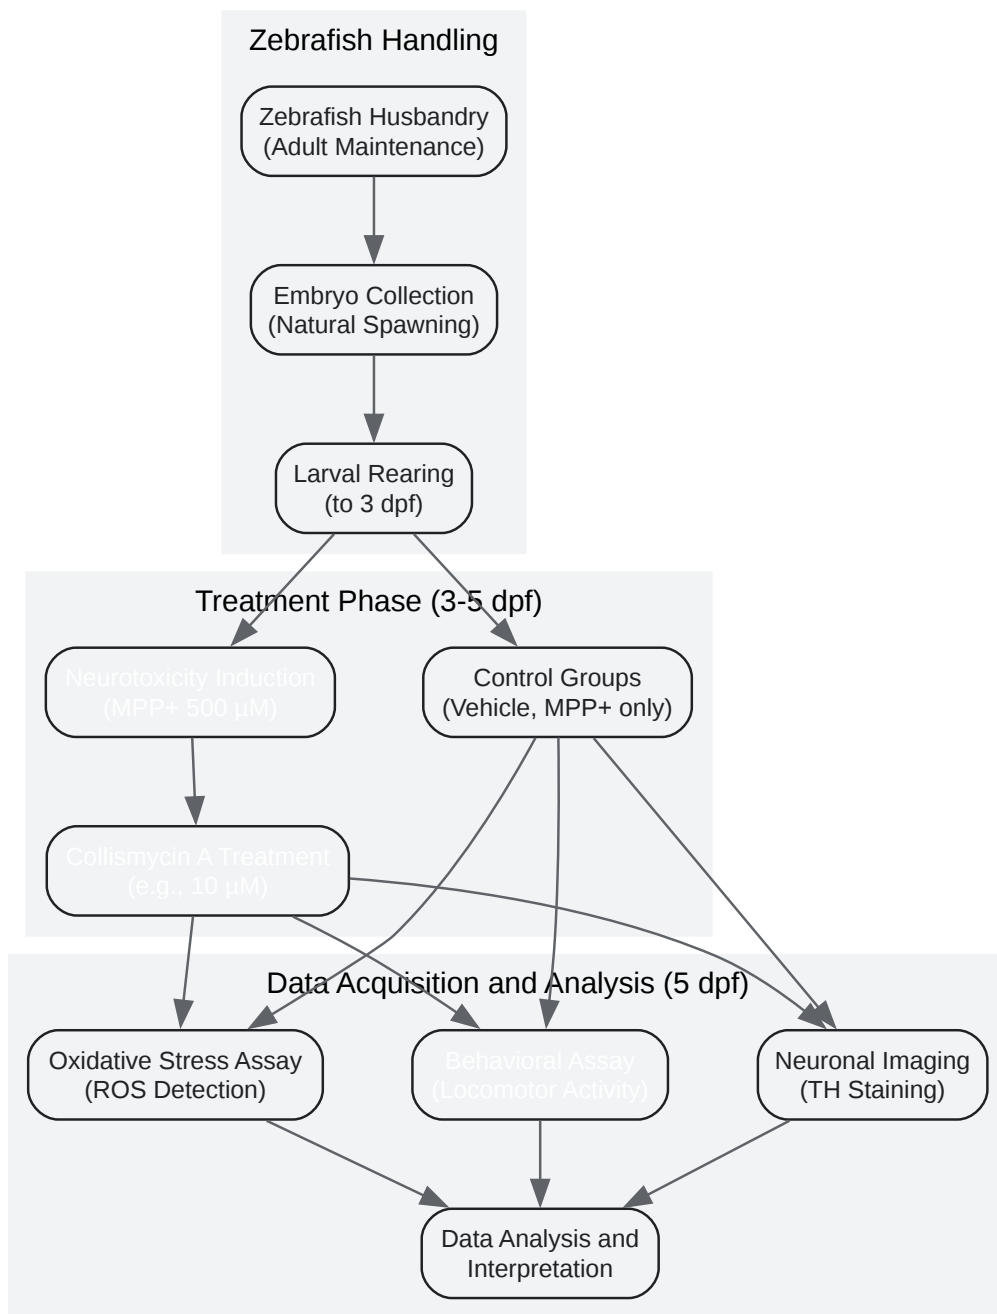 Zebrafish Handling
Zebrafish Husbandry
(Adult Maintenance)
Embryo Collection
(Natural Spawning)
Larval Rearing
(to 3 dpf)
Treatment Phase (3-5 dpf)
Neurotoxicity Induction
(MPP+ 500 µM)
Control Groups
(Vehicle, MPP+ only)
Collismycin A Treatment
(e.g., 10 µM)
Data Acquisition and Analysis (5 dpf)
Oxidative Stress Assay
(ROS Detection)
Behavioral Assay
(Locomotor Activity)
Neuronal Imaging
(TH Staining)
Data Analysis and
Interpretation